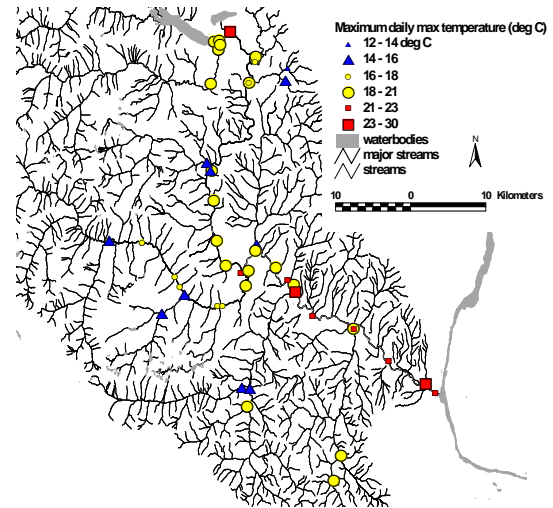 Maximum daily max temperature (deg C)
12 - 14 deg C
14 - 16
16 - 18
18 - 21
21 - 23
23 - 30
waterbodies
major streams
streams
N
10 0 10 Kilometers